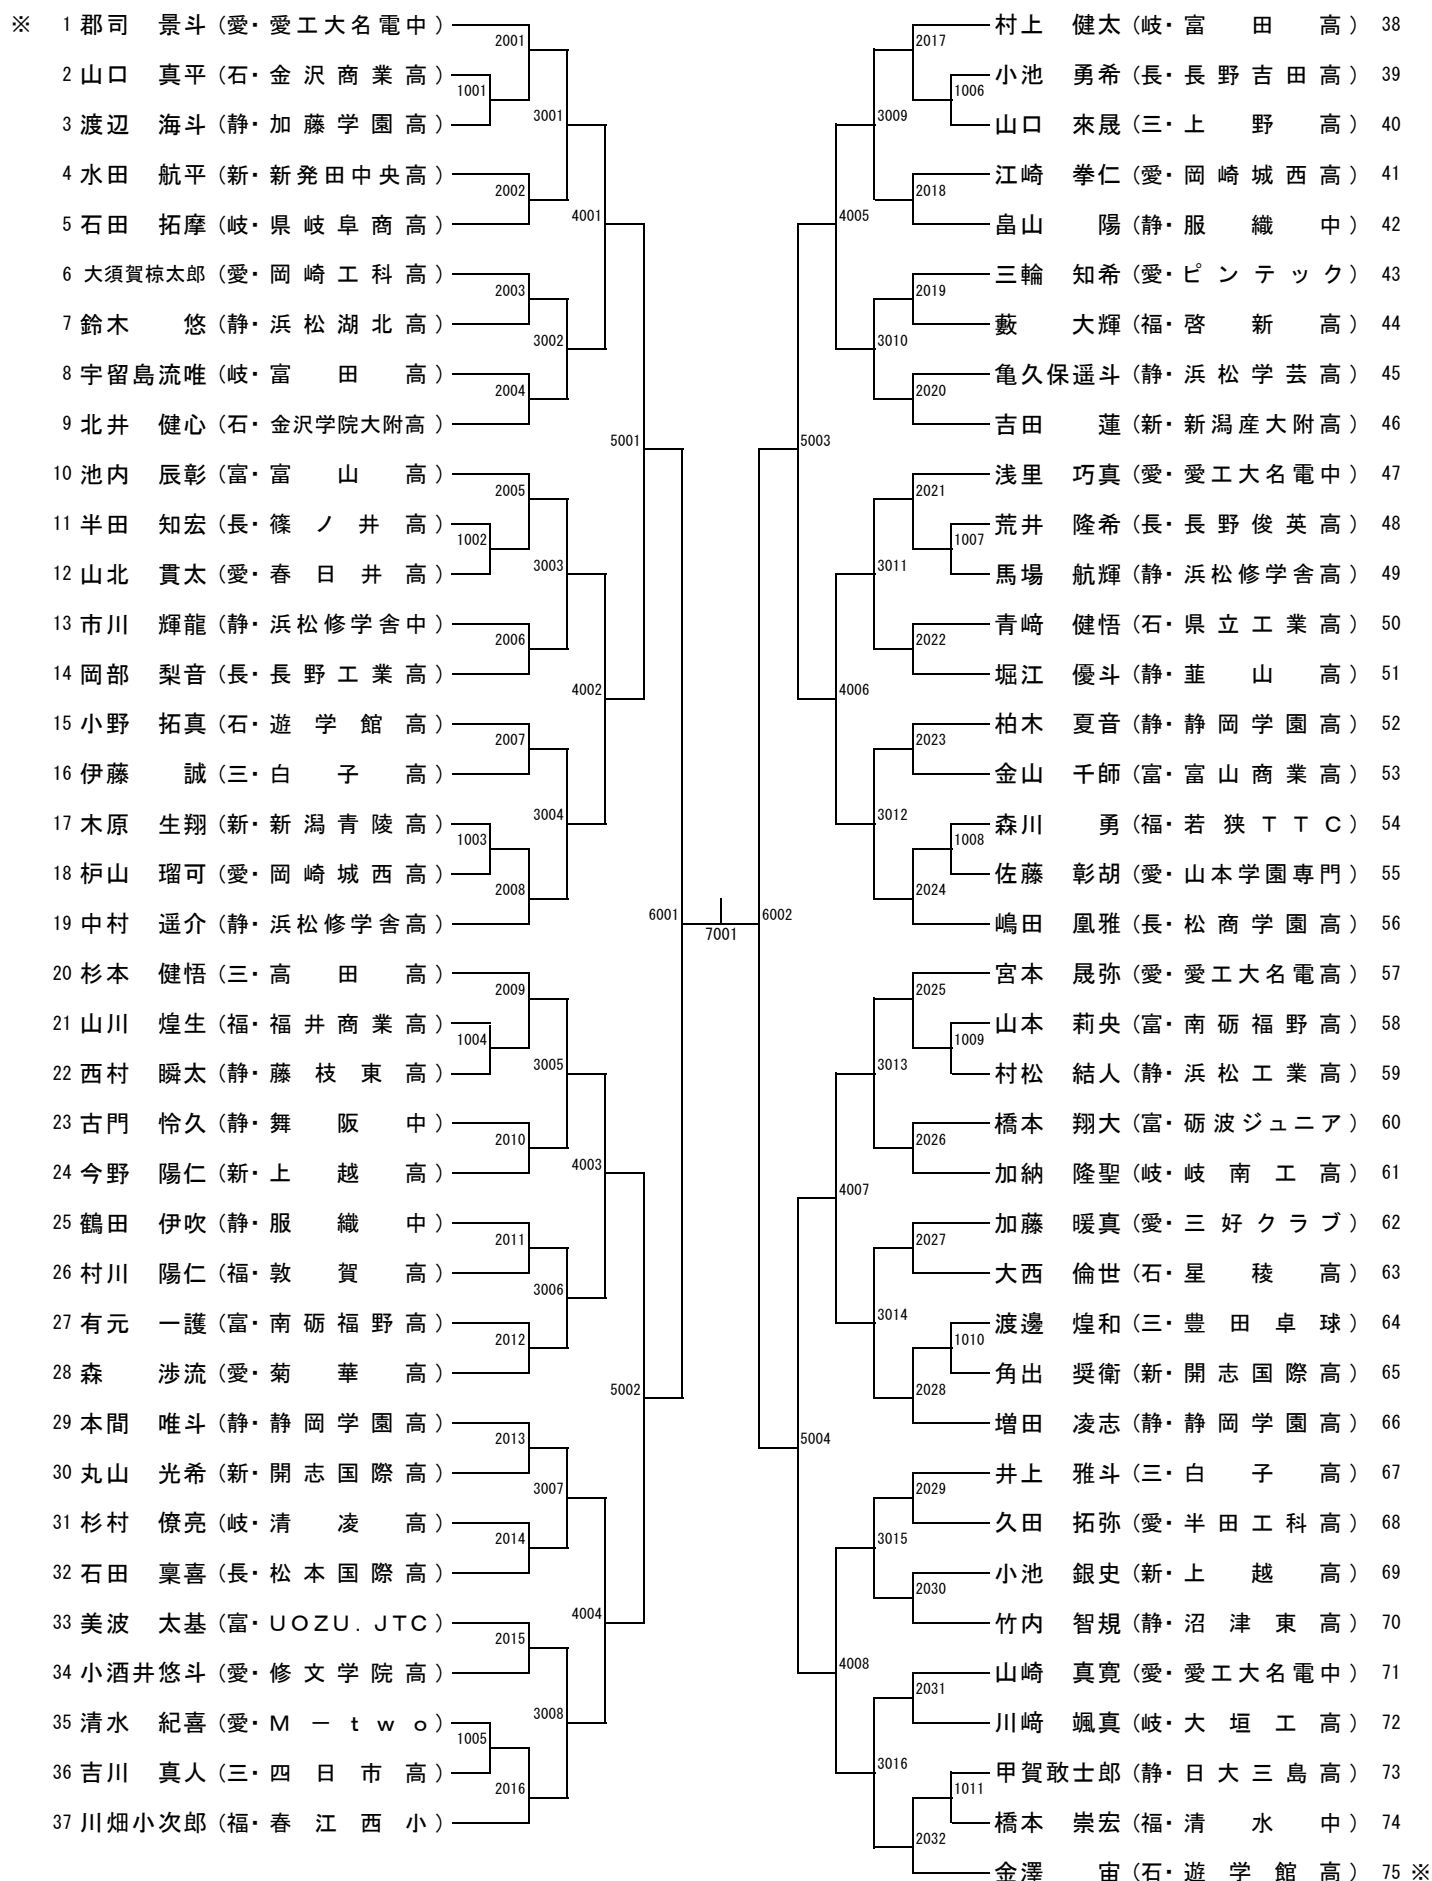 ※ 1 郡司 景斗 (愛・愛工大名電中)
2001
2 山口 真平 (石・金沢商業高)
1001
3 渡辺 海斗 (静・加藤学園高)
3001
4 水田 航平 (新・新発田中央高)
2002
5 石田 拓摩 (岐・県岐阜商高)
4001
6 大須賀椋太郎 (愛・岡崎工科高)
2003
7 鈴木 悠 (静・浜松湖北高)
3002
8 宇留島流唯 (岐・富田高)
2004
9 北井 健心 (石・金沢学院大附高)
5001
10 池内 辰彰 (富・富山高)
2005
11 半田 知宏 (長・篠ノ井高)
1002
12 山北 貫太 (愛・春日井高)
3003
13 市川 輝龍 (静・浜松修学舎中)
2006
14 岡部 梨音 (長・長野工業高)
4002
15 小野 拓真 (石・遊学館高)
2007
16 伊藤 誠 (三・白子高)
3004
17 木原 生翔 (新・新潟青陵高)
1003
18 枦山 瑠可 (愛・岡崎城西高)
2008
19 中村 遥介 (静・浜松修学舎高)
6001
7001
20 杉本 健悟 (三・高田高)
2009
21 山川 煌生 (福・福井商業高)
1004
22 西村 瞬太 (静・藤枝東高)
3005
23 古門 怜久 (静・舞阪中)
2010
24 今野 陽仁 (新・上越高)
4003
25 鶴田 伊吹 (静・服織中)
2011
26 村川 陽仁 (福・敦賀高)
3006
27 有元 一護 (富・南砺福野高)
2012
28 森 渉流 (愛・菊華高)
5002
29 本間 唯斗 (静・静岡学園高)
2013
30 丸山 光希 (新・開志国際高)
3007
31 杉村 僚亮 (岐・清凌高)
2014
32 石田 稟喜 (長・松本国際高)
4004
33 美波 太基 (富・UOZU.JTC)
2015
34 小酒井悠斗 (愛・修文学院高)
3008
35 清水 紀喜 (愛・M-two)
1005
36 吉川 真人 (三・四日市高)
2016
37 川畑小次郎 (福・春江西小)
村上 健太 (岐・富田高) 38
2017
小池 勇希 (長・長野吉田高) 39
1006
山口 來晟 (三・上野高) 40
3009
江崎 拳仁 (愛・岡崎城西高) 41
2018
畠山 陽 (静・服織中) 42
4005
三輪 知希 (愛・ピンテック) 43
2019
藪 大輝 (福・啓新高) 44
3010
亀久保遥斗 (静・浜松学芸高) 45
2020
吉田 蓮 (新・新潟産大附高) 46
5003
浅里 巧真 (愛・愛工大名電中) 47
2021
荒井 隆希 (長・長野俊英高) 48
1007
馬場 航輝 (静・浜松修学舎高) 49
3011
青﨑 健悟 (石・県立工業高) 50
2022
堀江 優斗 (静・韮山高) 51
4006
柏木 夏音 (静・静岡学園高) 52
2023
金山 千師 (富・富山商業高) 53
3012
森川 勇 (福・若狭TTC) 54
1008
佐藤 彰胡 (愛・山本学園専門) 55
2024
嶋田 凰雅 (長・松商学園高) 56
6002
宮本 晟弥 (愛・愛工大名電高) 57
2025
山本 莉央 (富・南砺福野高) 58
1009
村松 結人 (静・浜松工業高) 59
3013
橋本 翔大 (富・砺波ジュニア) 60
2026
加納 隆聖 (岐・岐南工高) 61
4007
加藤 暖真 (愛・三好クラブ) 62
2027
大西 倫世 (石・星稜高) 63
3014
渡邊 煌和 (三・豊田卓球) 64
1010
角出 奨衛 (新・開志国際高) 65
2028
増田 凌志 (静・静岡学園高) 66
5004
井上 雅斗 (三・白子高) 67
2029
久田 拓弥 (愛・半田工科高) 68
3015
小池 銀史 (新・上越高) 69
2030
竹内 智規 (静・沼津東高) 70
4008
山崎 真寛 (愛・愛工大名電中) 71
2031
川﨑 颯真 (岐・大垣工高) 72
3016
甲賀敢士郎 (静・日大三島高) 73
1011
橋本 崇宏 (福・清水中) 74
2032
金澤 宙 (石・遊学館高) 75 ※